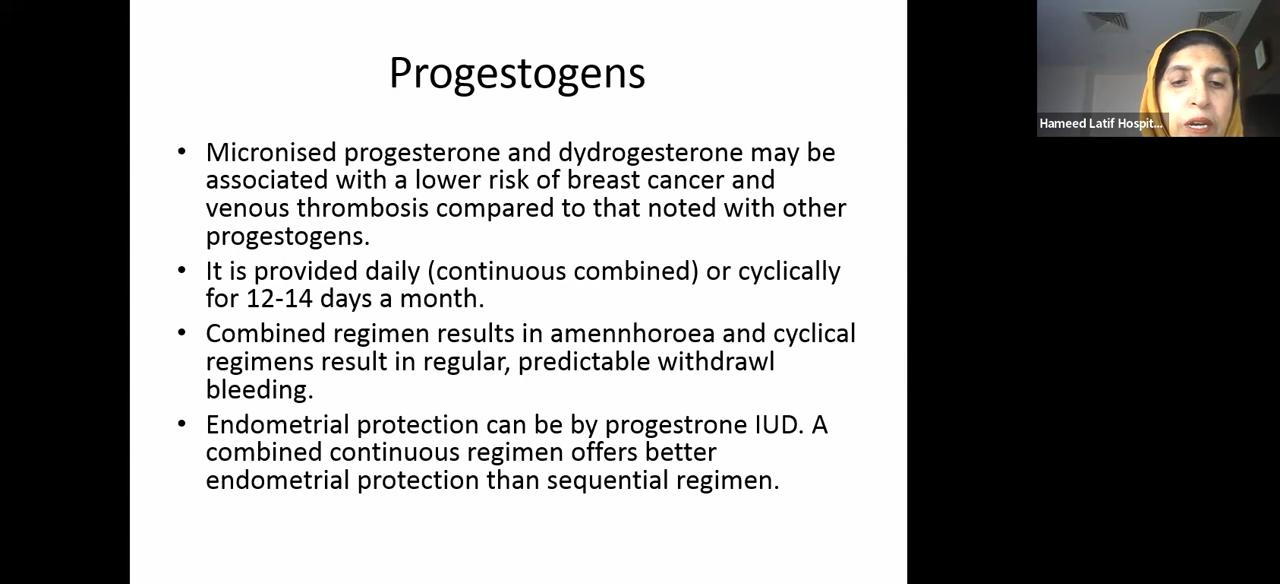 Progestogens
• Micronised progesterone and dydrogesterone may be
associated with a lower risk of breast cancer and
venous thrombosis compared to that noted with other
progestogens.
• It is provided daily (continuous combined) or cyclically
for 12-14 days a month.
• Combined regimen results in amennhoroea and cyclical
regimens result in regular, predictable withdrawl
bleeding.
• Endometrial protection can be by progestrone IUD. A
combined continuous regimen offers better
endometrial protection than sequential regimen.
Hameed Latif Hospit...